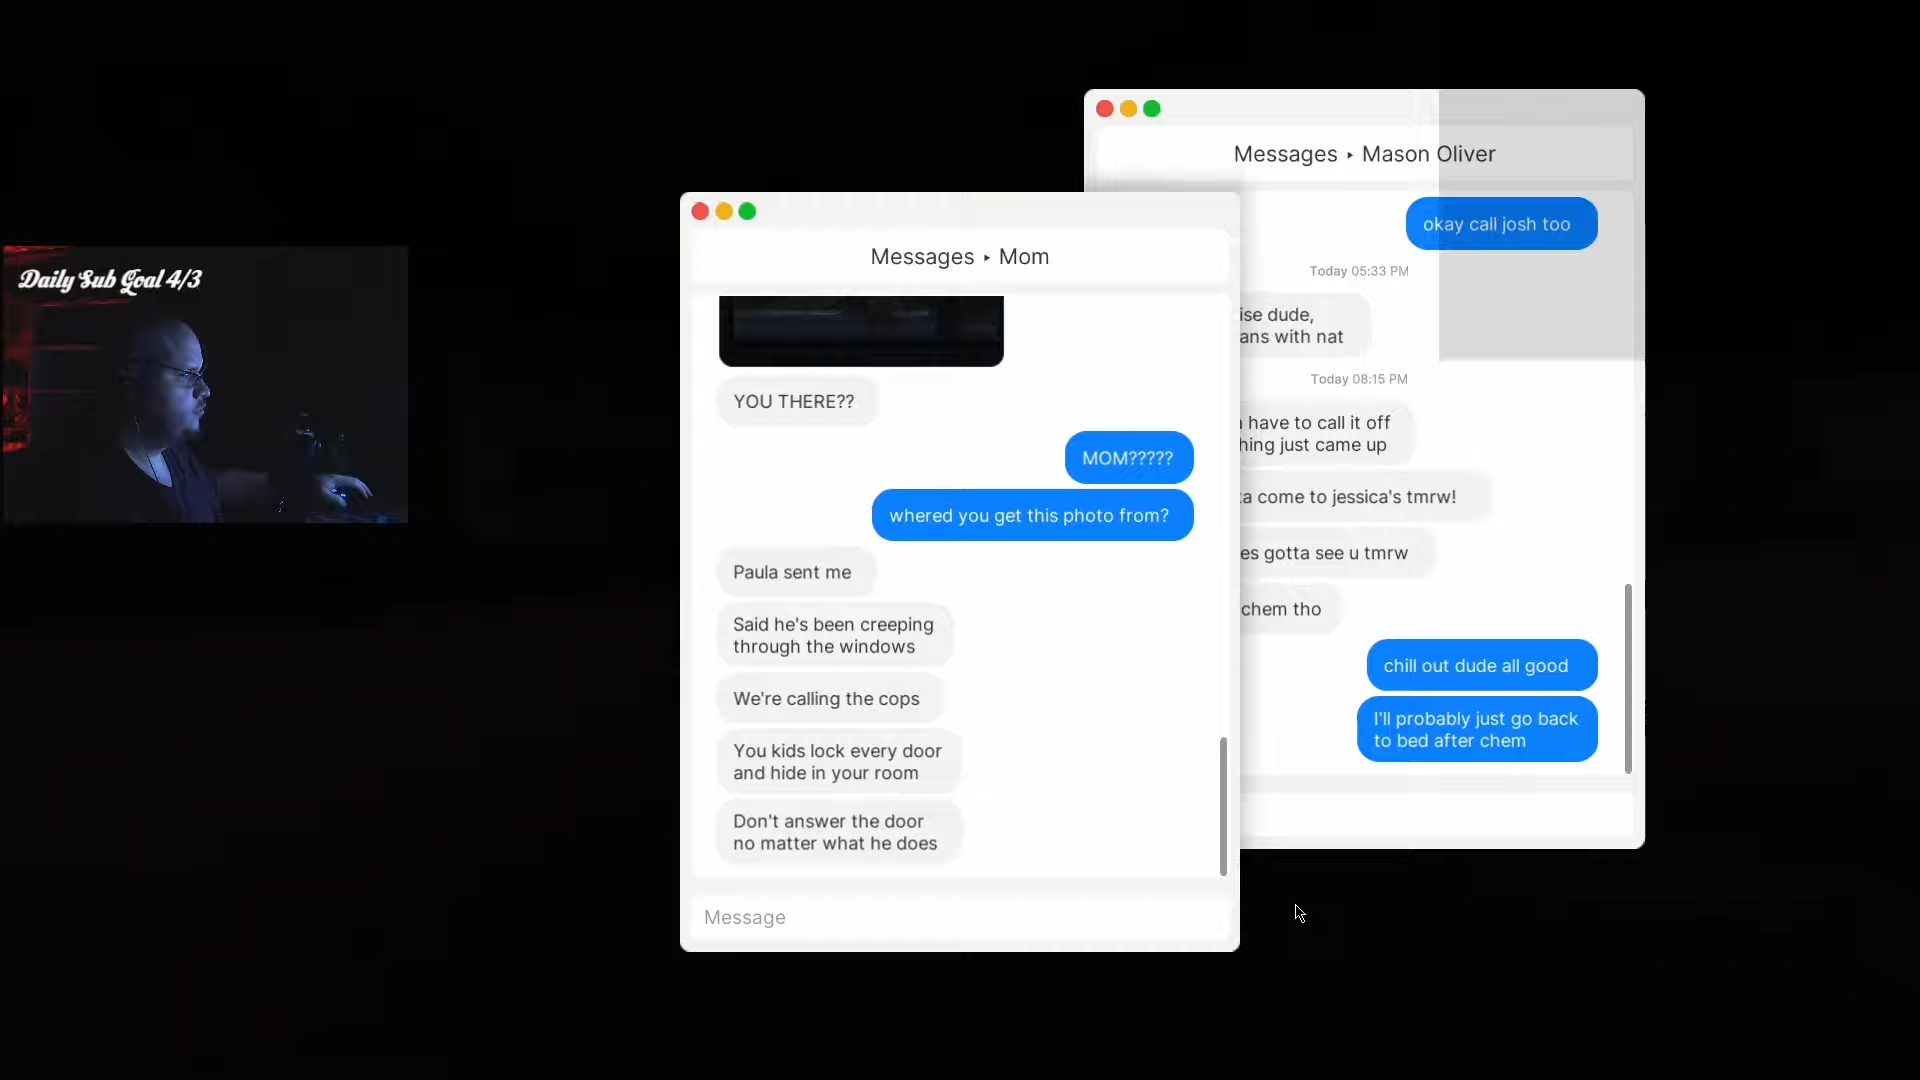 Daily Sub Goal 4/3
Messages ‣ Mom
YOU THERE??
MOM?????
whered you get this photo from?
Paula sent me
Said he's been creeping
through the windows
We're calling the cops
You kids lock every door
and hide in your room
Don't answer the door
no matter what he does
Message
Messages ‣ Mason Oliver
okay call josh too
Today 05:33 PM
dude,
with nat
Today 08:15 PM
have to call it off
just came up
come to jessica's tmrw!
gotta see u tmrw
chem tho
chill out dude all good
I'll probably just go back
to bed after chem